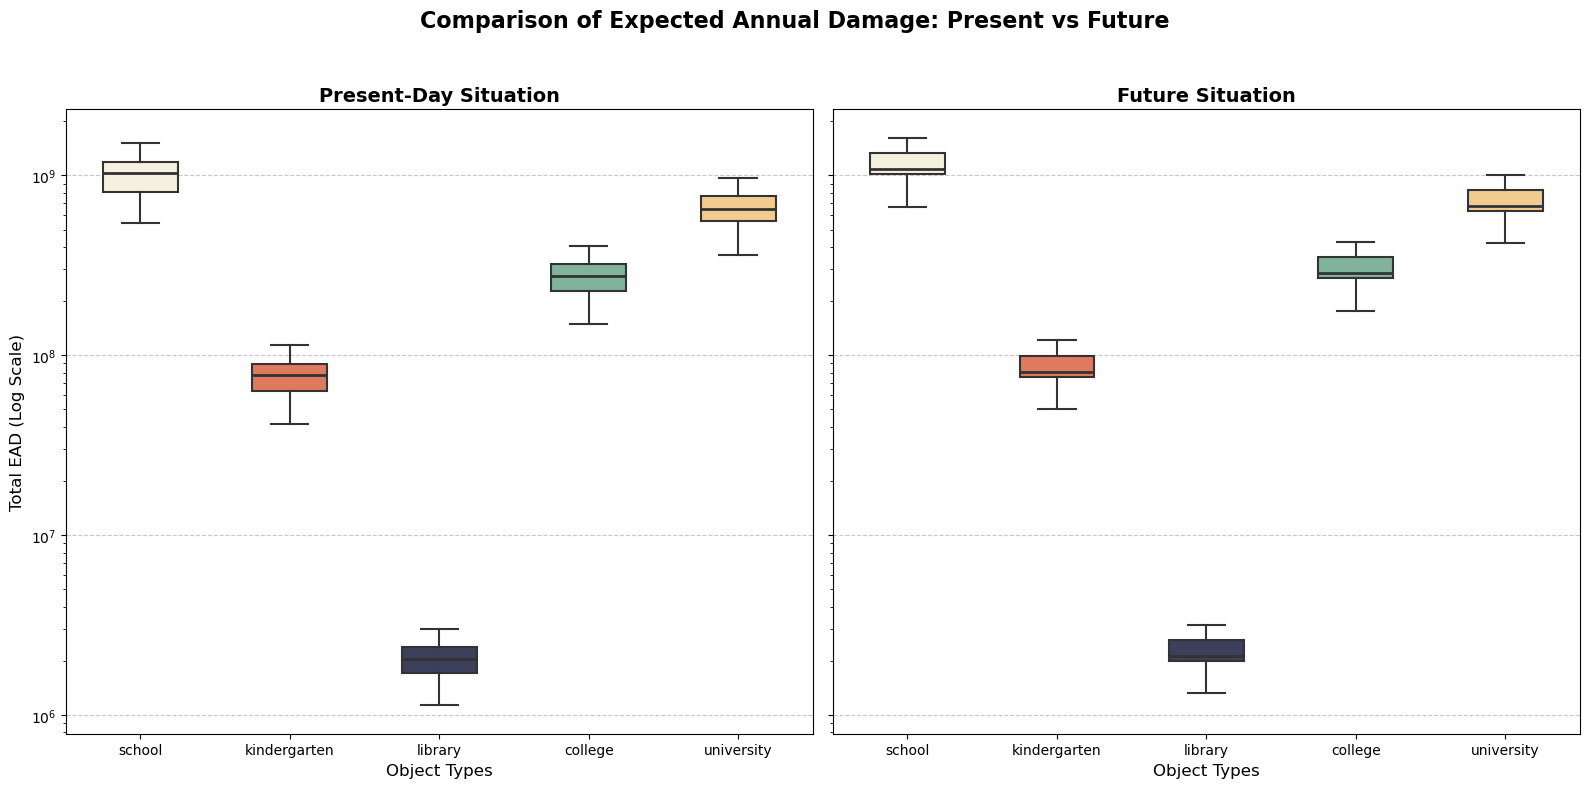 Comparison of Expected Annual Damage: Present vs Future
Present-Day Situation
Total EAD (Log Scale)
10⁹
10⁸
10⁷
10⁶
school kindergarten library college university
Object Types
Future Situation
school kindergarten library college university
Object Types